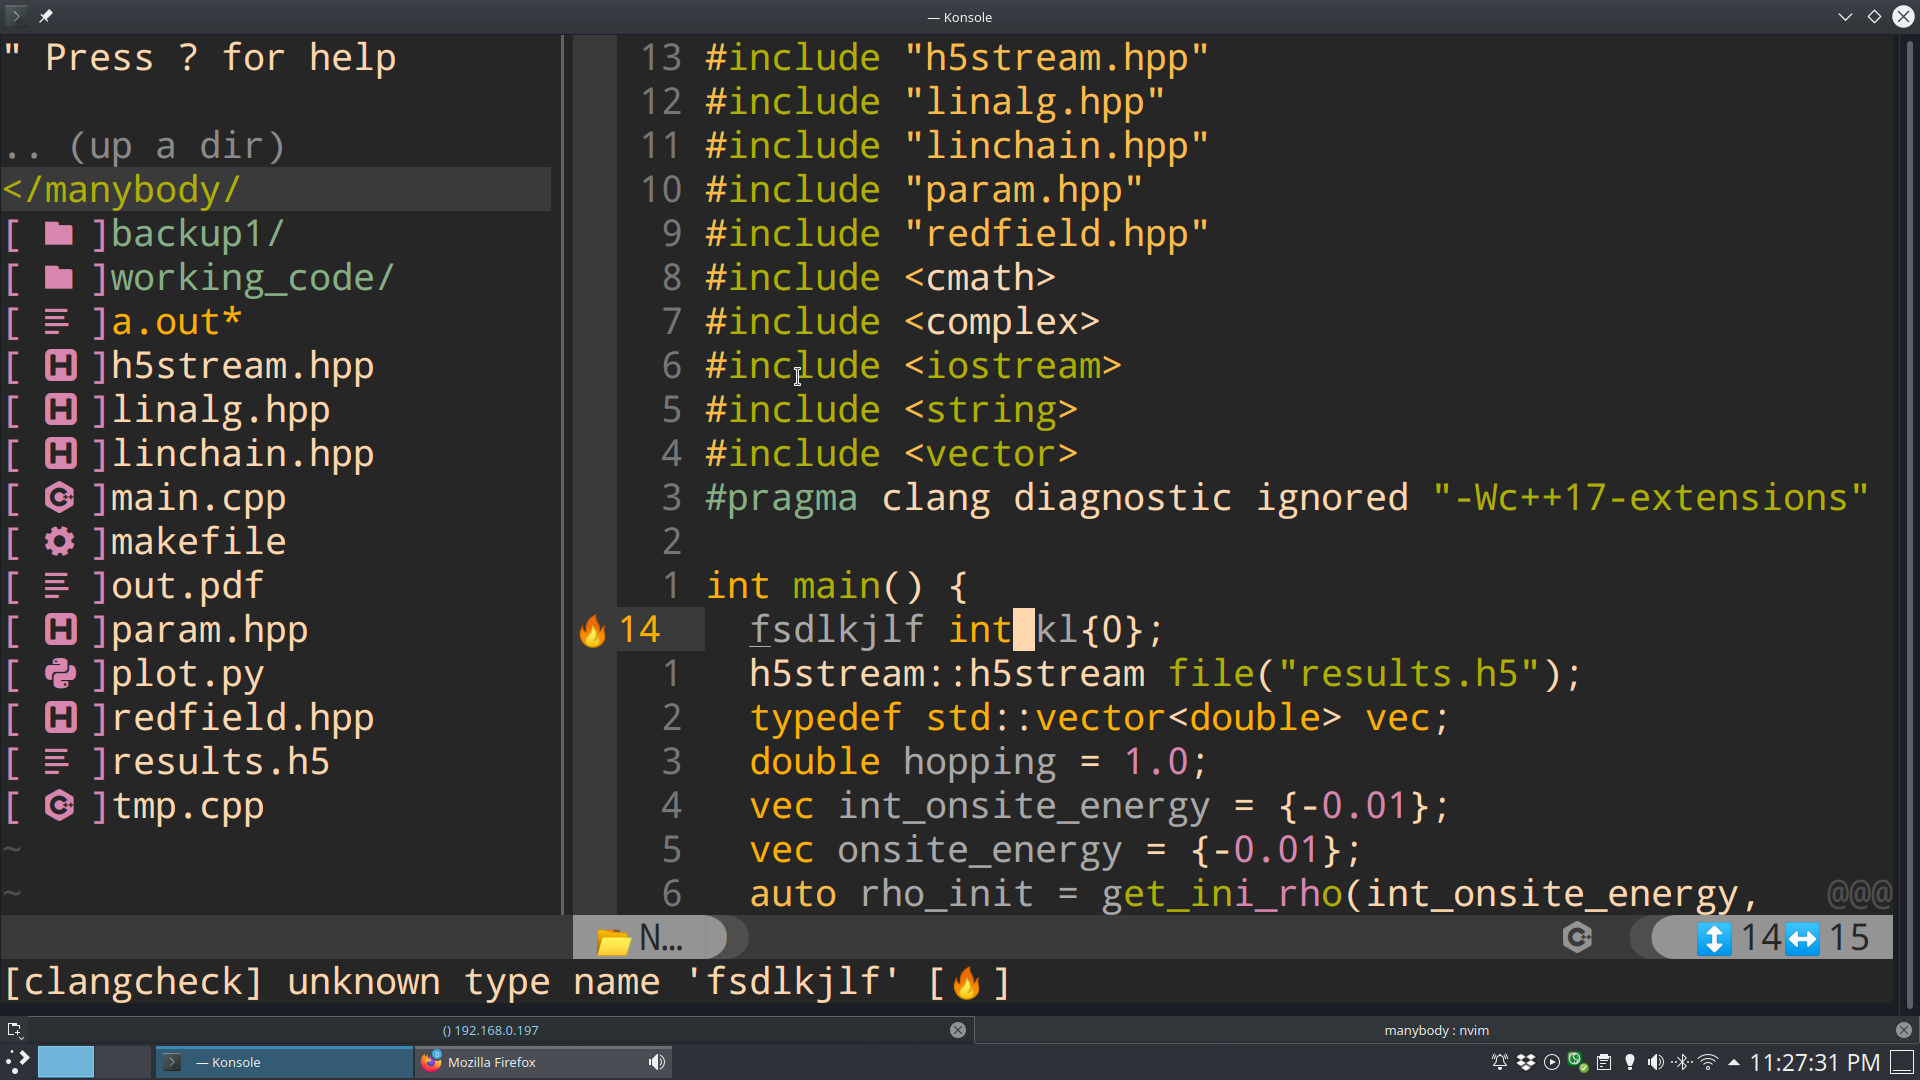 — Konsole
" Press ? for help
.. (up a dir)
</manybody/
[ ]backup1/
[ ]working_code/
[ ]a.out*
[ H ]h5stream.hpp
[ H ]linalg.hpp
[ H ]linchain.hpp
[ C+ ]main.cpp
[ ]makefile
[ ]out.pdf
[ H ]param.hpp
[ ]plot.py
[ H ]redfield.hpp
[ ]results.h5
[ C+ ]tmp.cpp
~
~
13 #include "h5stream.hpp"
12 #include "linalg.hpp"
11 #include "linchain.hpp"
10 #include "param.hpp"
9 #include "redfield.hpp"
8 #include <cmath>
7 #include <complex>
6 #include <iostream>
5 #include <string>
4 #include <vector>
3 #pragma clang diagnostic ignored "-Wc++17-extensions"
2
1 int main() {
🔥 14 fsdlkjlf int kl{0};
1 h5stream::h5stream file("results.h5");
2 typedef std::vector<double> vec;
3 double hopping = 1.0;
4 vec int_onsite_energy = {-0.01};
5 vec onsite_energy = {-0.01};
6 auto rho_init = get_ini_rho(int_onsite_energy, @@@
📂 N... C+ ↕ 14 ↔ 15
[clangcheck] unknown type name 'fsdlkjlf' [🔥]
() 192.168.0.197
manybody : nvim
— Konsole
Mozilla Firefox
11:27:31 PM